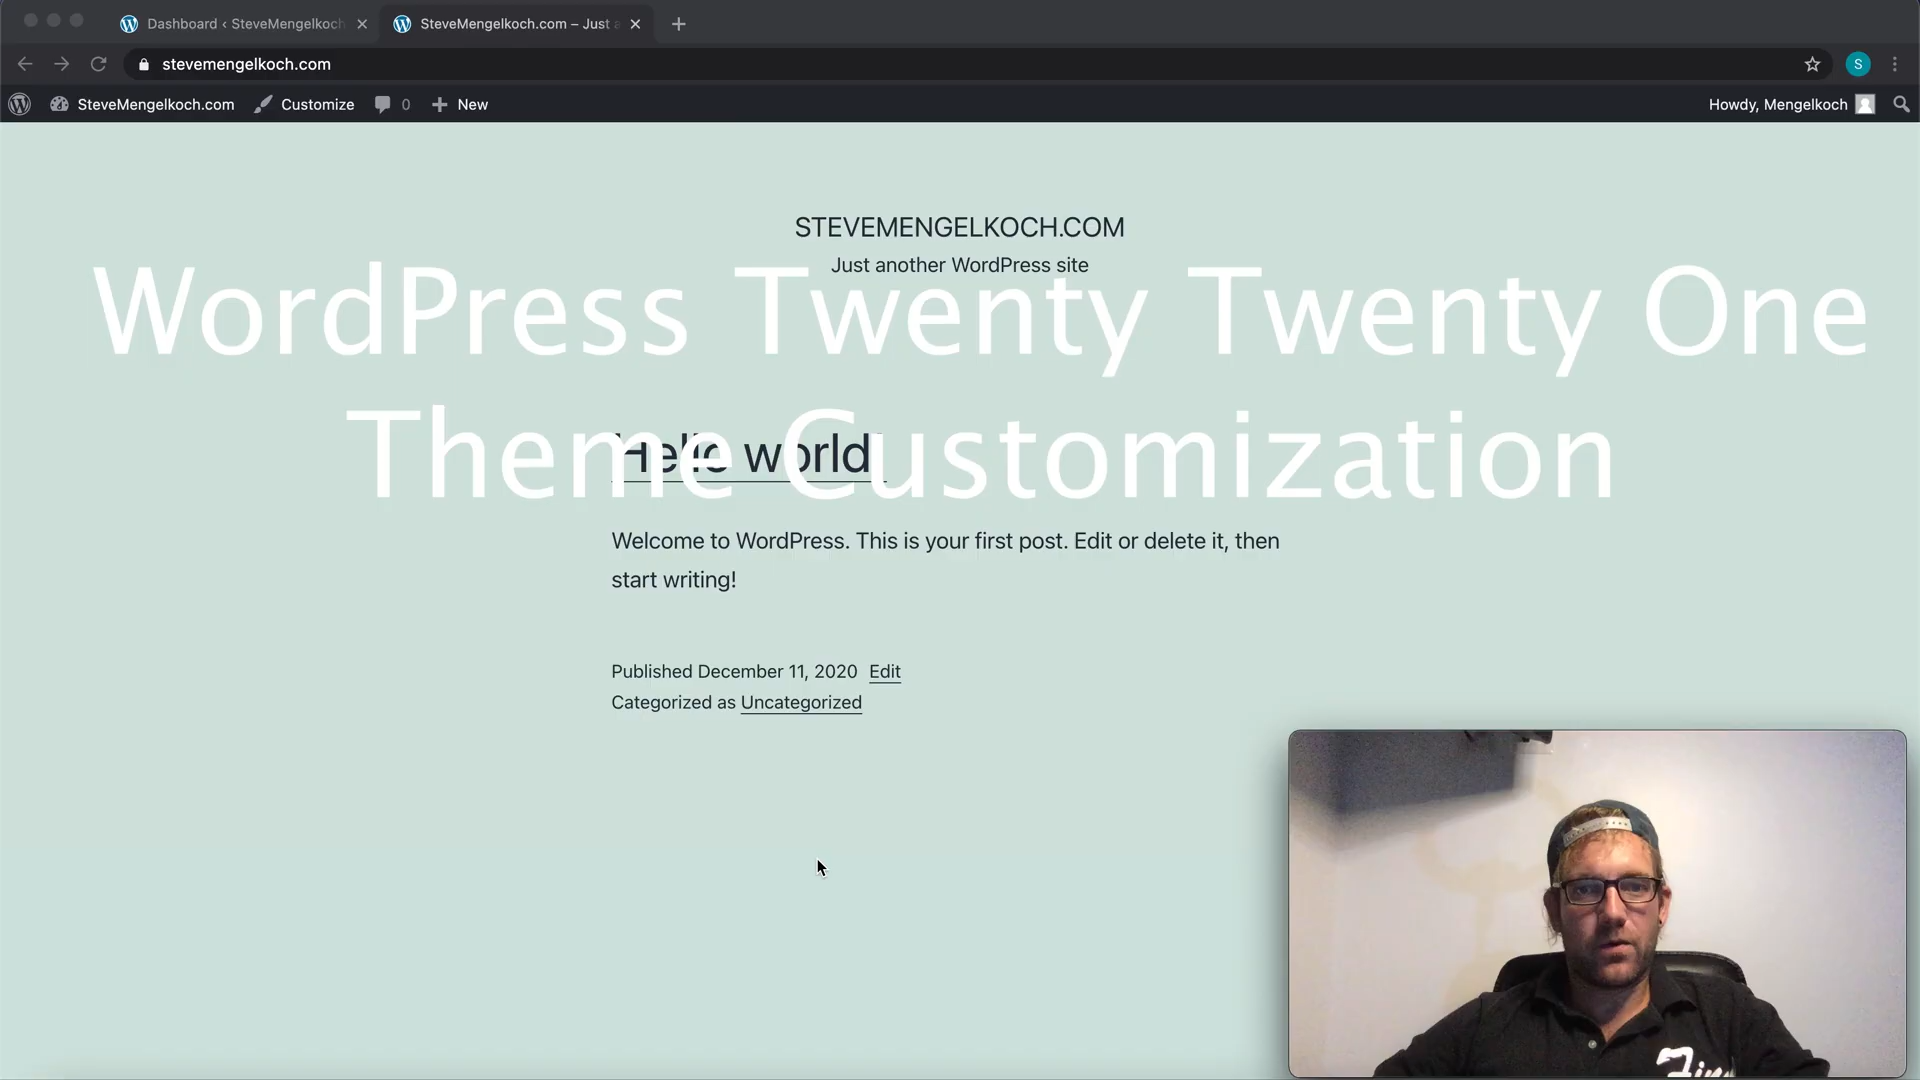 Dashboard ‹ SteveMengelkoch
SteveMengelkoch.com – Just a
stevemengelkoch.com
S
SteveMengelkoch.com
Customize
0
New
Howdy, Mengelkoch
STEVEMENGELKOCH.COM
Just another WordPress site
WordPress Twenty Twenty One
Theme Customization
Hello world
Welcome to WordPress. This is your first post. Edit or delete it, then
start writing!
Published December 11, 2020 Edit
Categorized as Uncategorized